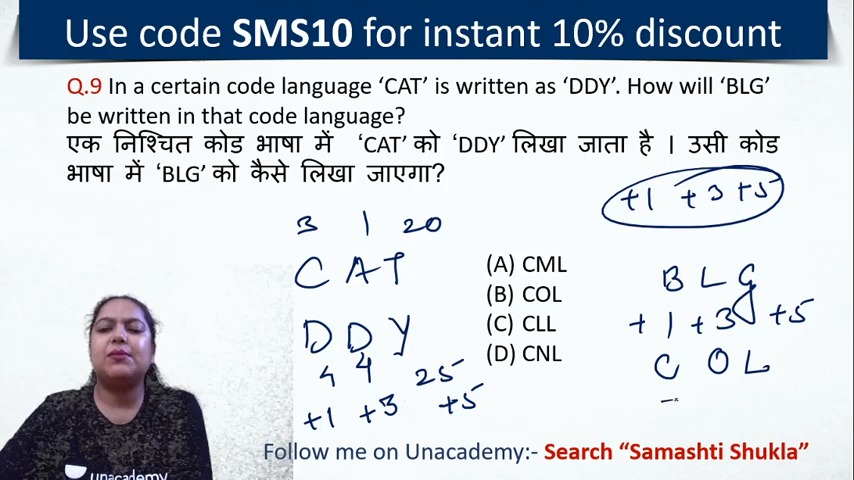 Use code SMS10 for instant 10% discount
Q.9 In a certain code language ‘CAT’ is written as ‘DDY’. How will ‘BLG’
be written in that code language?
एक निश्चित कोड भाषा में ‘CAT’ को ‘DDY’ लिखा जाता है । उसी कोड
भाषा में ‘BLG’ को कैसे लिखा जाएगा?
+1 +3 +5
3 1 20
CAT
DDY
4 4 25
+1 +3 +5
(A) CML
(B) COL
(C) CLL
(D) CNL
BLG
+1 +3 +5
COL
unacademy
Follow me on Unacademy:- Search “Samashti Shukla”